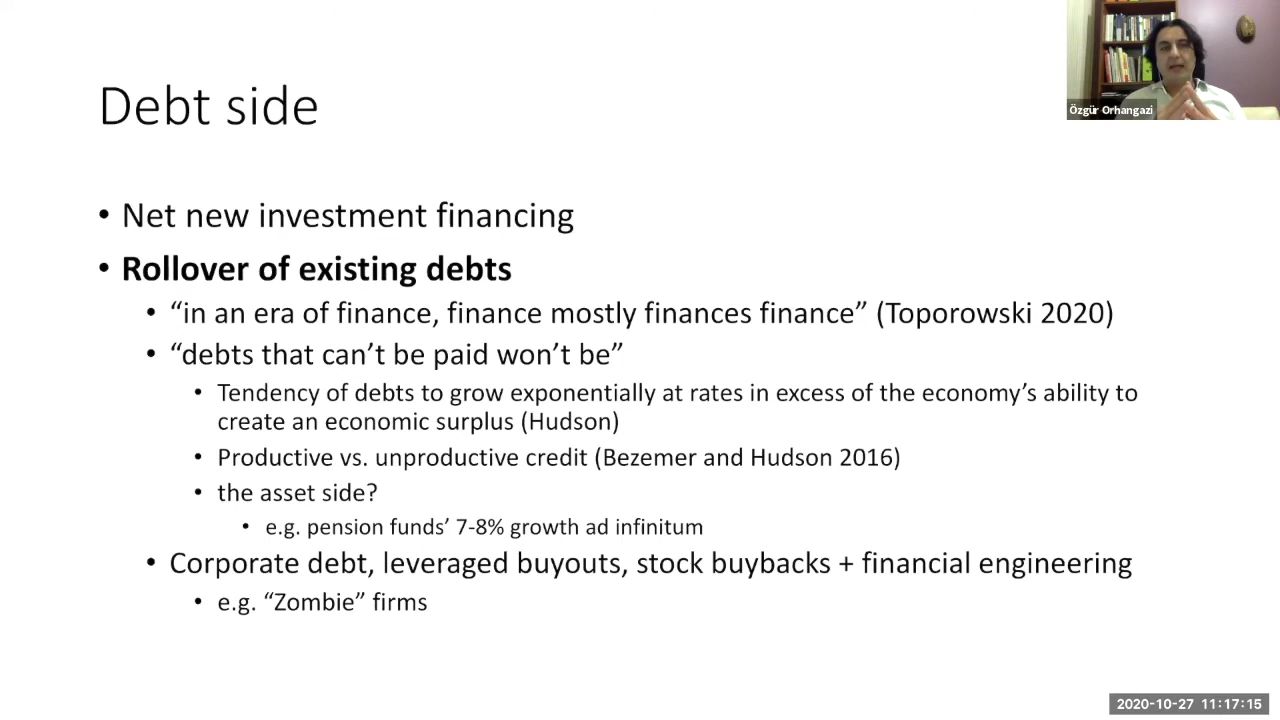 Debt side
Özgür Orhangazi
• Net new investment financing
• Rollover of existing debts
• “in an era of finance, finance mostly finances finance” (Toporowski 2020)
• “debts that can’t be paid won’t be”
• Tendency of debts to grow exponentially at rates in excess of the economy’s ability to
create an economic surplus (Hudson)
• Productive vs. unproductive credit (Bezemer and Hudson 2016)
• the asset side?
• e.g. pension funds’ 7-8% growth ad infinitum
• Corporate debt, leveraged buyouts, stock buybacks + financial engineering
• e.g. “Zombie” firms
2020-10-27 11:17:15